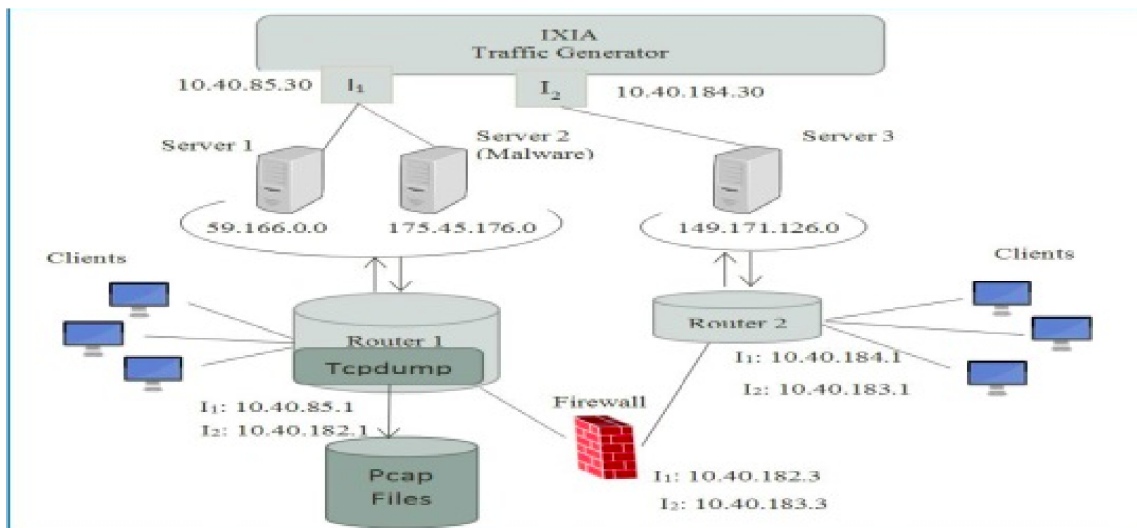 IXIA
Traffic Generator
10.40.85.30
I₁
I₂
10.40.184.30
Server 1
Server 2
(Malware)
Server 3
59.166.0.0
175.45.176.0
149.171.126.0
Clients
Clients
Router 1
Tcpdump
Router 2
I₁: 10.40.184.1
I₂: 10.40.183.1
I₁: 10.40.85.1
I₂: 10.40.182.1
Firewall
Pcap
Files
I₁: 10.40.182.3
I₂: 10.40.183.3